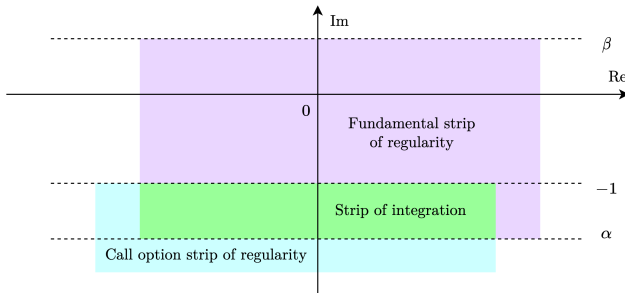 Im
β
Re
0
Fundamental strip
of regularity
−1
Strip of integration
α
Call option strip of regularity